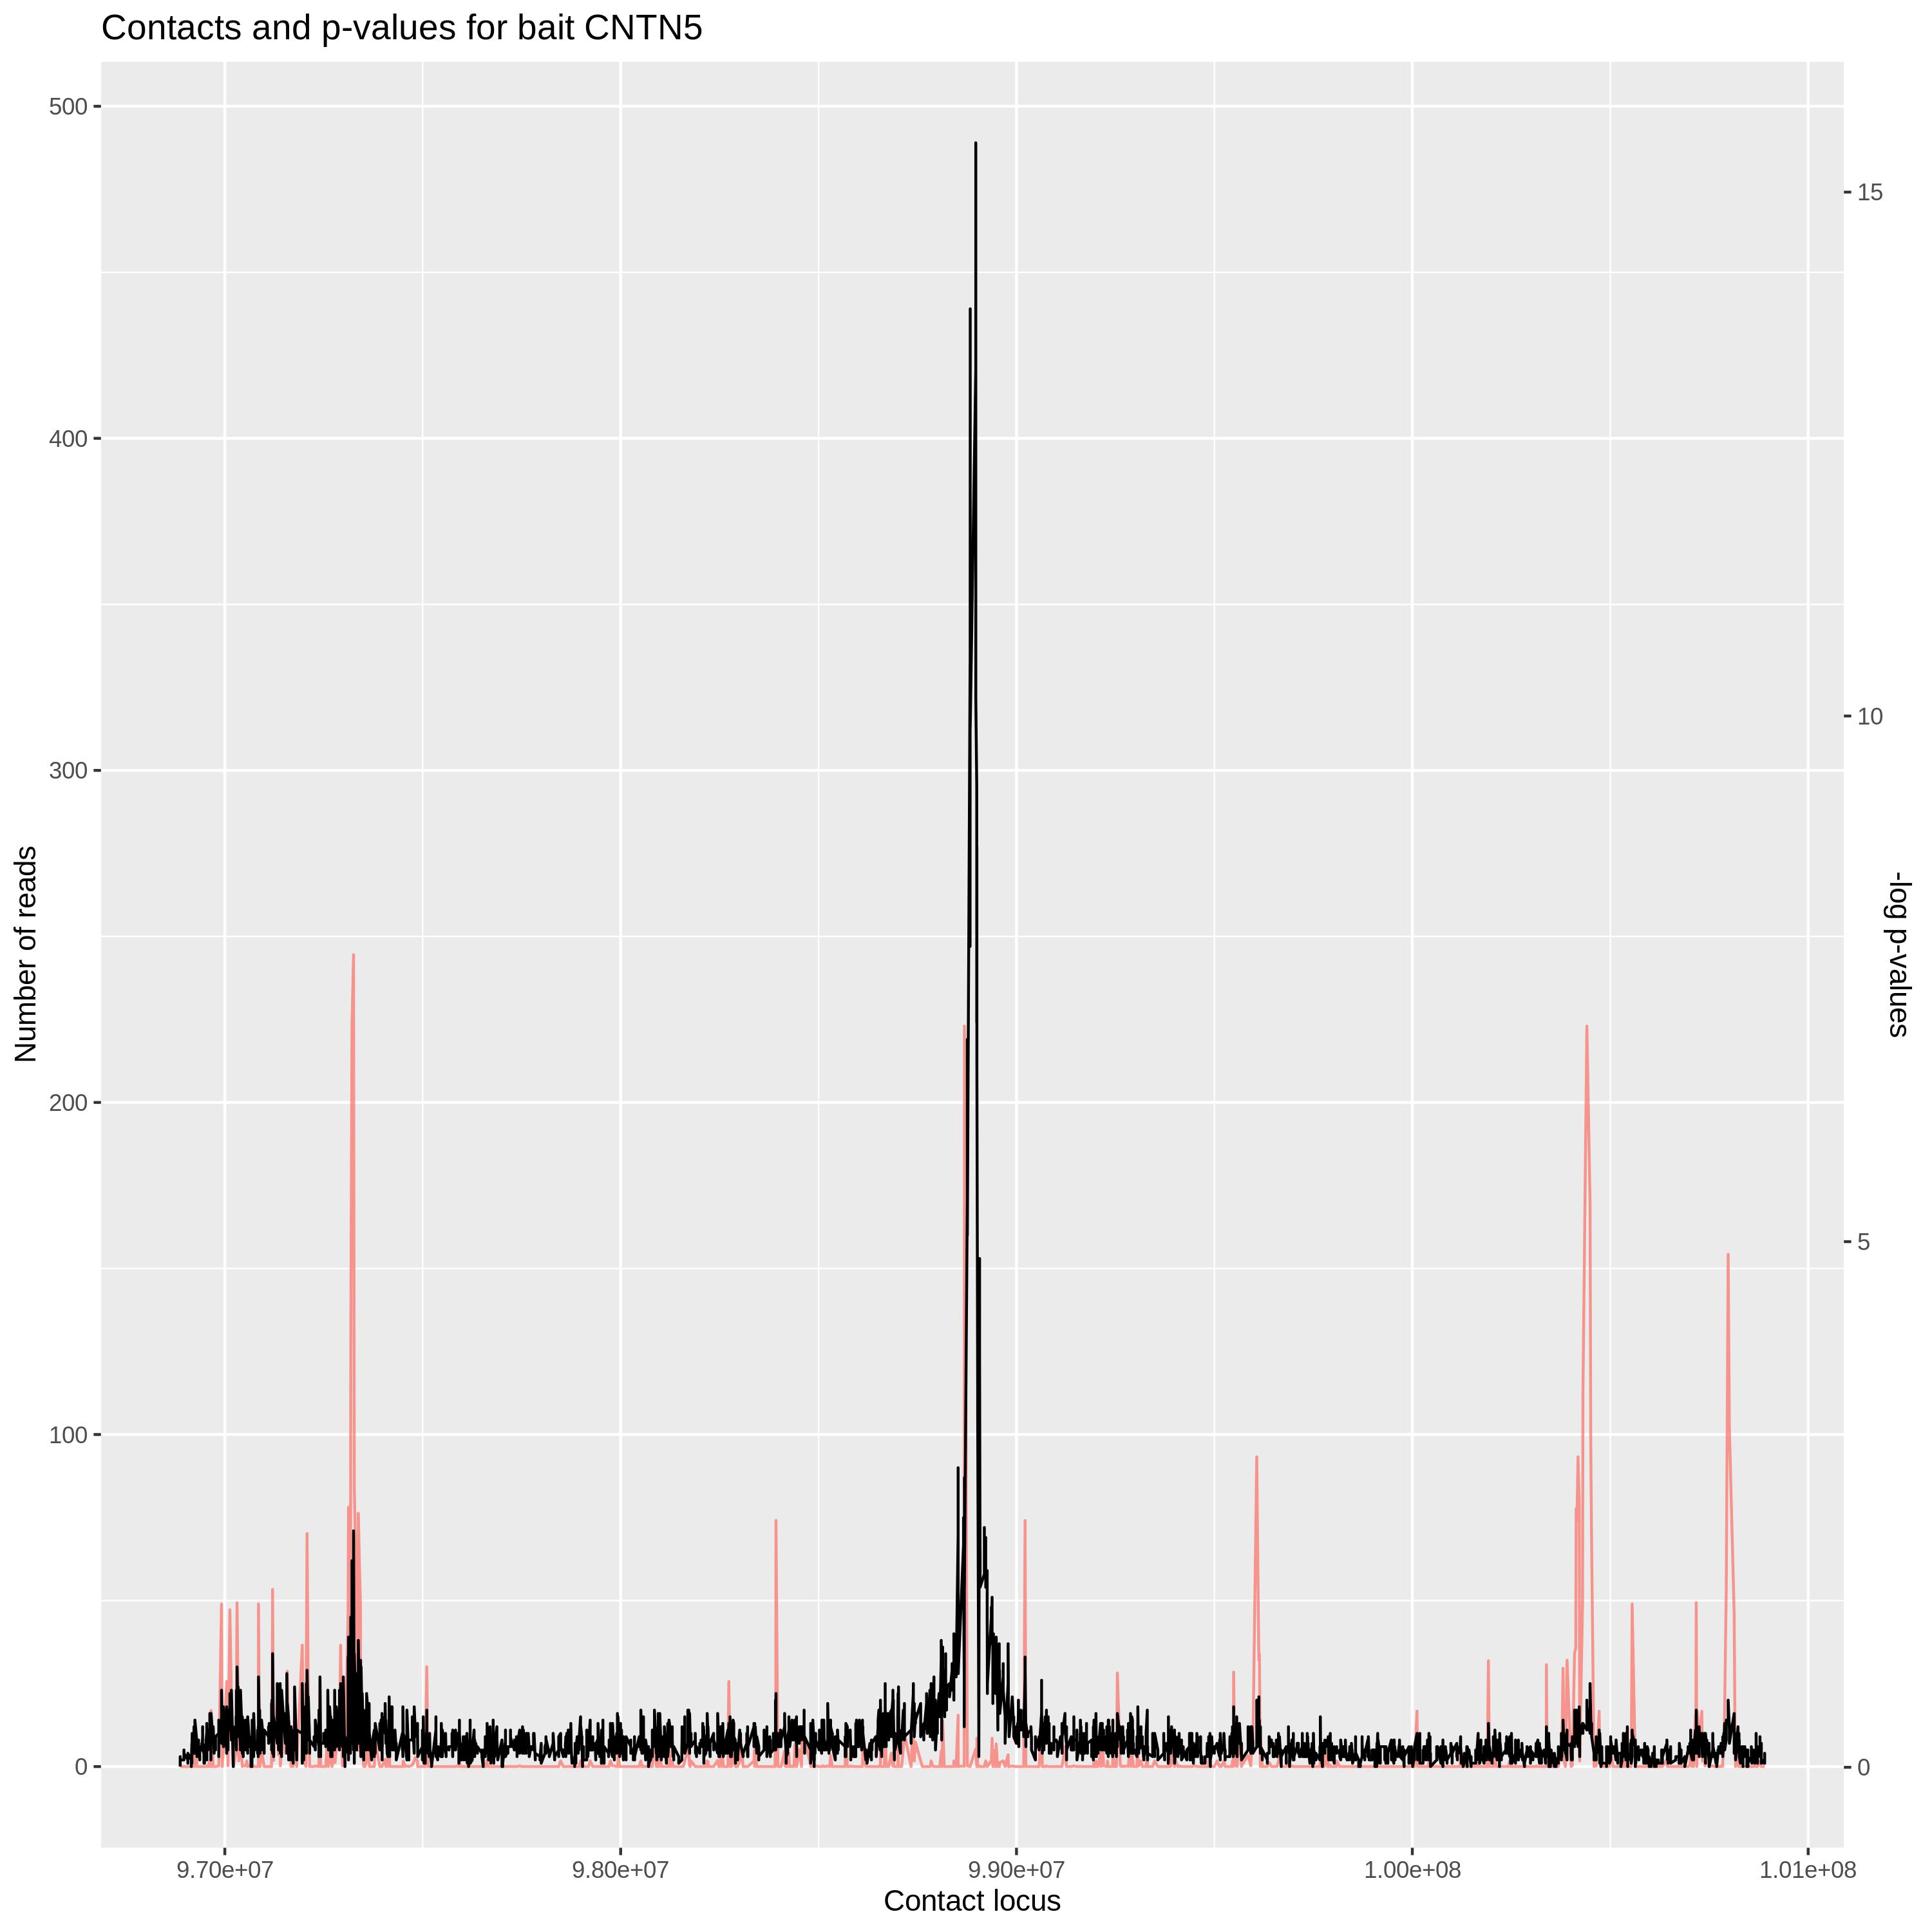 Contacts and p-values for bait CNTN5
500
400
300
200
100
0
Number of reads
15
10
5
0
-log p-values
9.70e+07
9.80e+07
9.90e+07
1.00e+08
1.01e+08
Contact locus